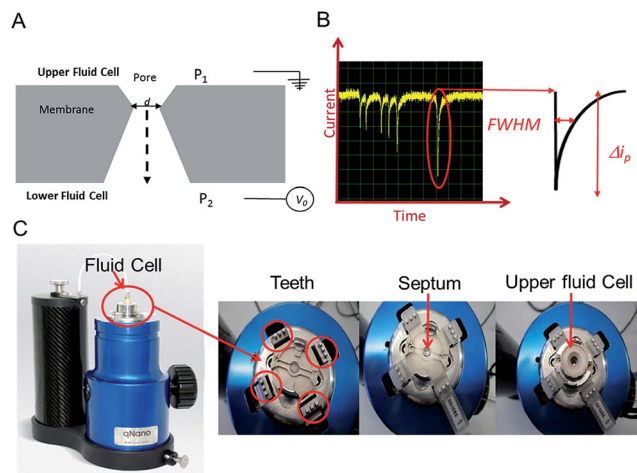 A
Upper Fluid Cell
Pore
P1
Membrane
d
Lower Fluid Cell
P2
V0
B
Current
FWHM
Δip
Time
C
Fluid Cell
qNano
Teeth
Septum
Upper fluid Cell